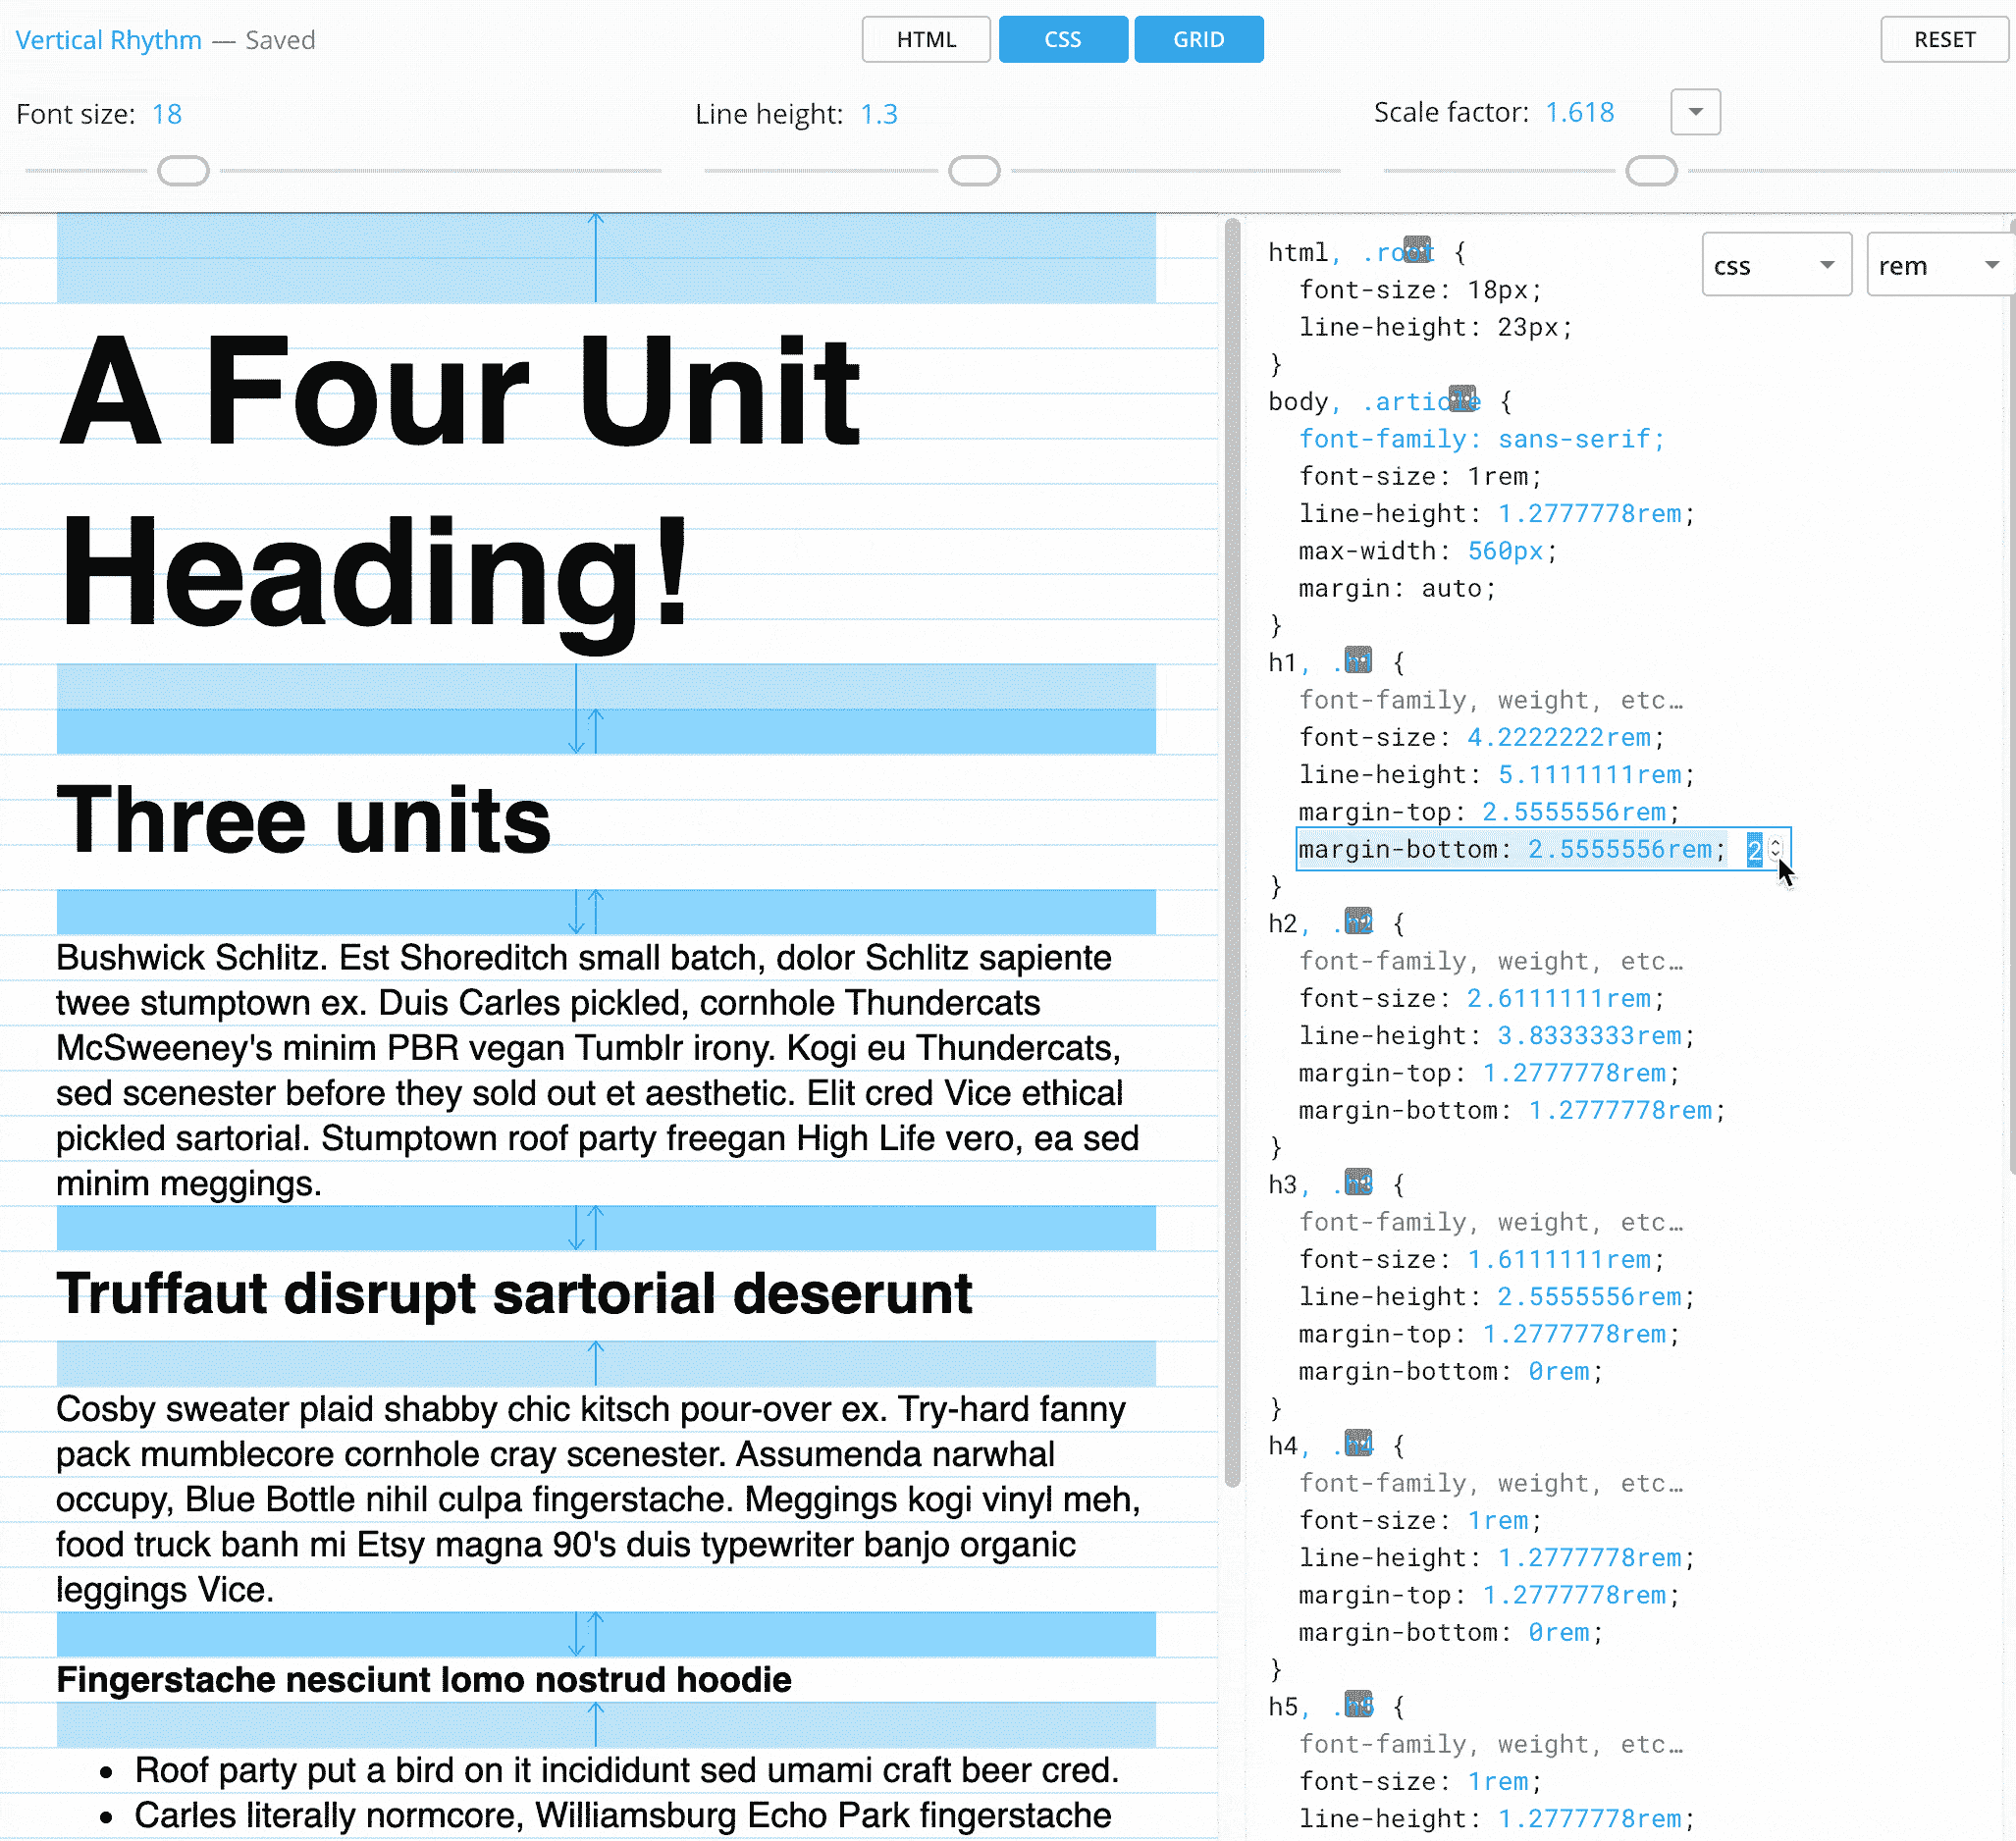 Vertical Rhythm — Saved
HTML CSS GRID RESET
Font size: 18 Line height: 1.3 Scale factor: 1.618
A Four Unit
Heading!
Three units
Bushwick Schlitz. Est Shoreditch small batch, dolor Schlitz sapiente
twee stumptown ex. Duis Carles pickled, cornhole Thundercats
McSweeney's minim PBR vegan Tumblr irony. Kogi eu Thundercats,
sed scenester before they sold out et aesthetic. Elit cred Vice ethical
pickled sartorial. Stumptown roof party freegan High Life vero, ea sed
minim meggings.
Truffaut disrupt sartorial deserunt
Cosby sweater plaid shabby chic kitsch pour-over ex. Try-hard fanny
pack mumblecore cornhole cray scenester. Assumenda narwhal
occupy, Blue Bottle nihil culpa fingerstache. Meggings kogi vinyl meh,
food truck banh mi Etsy magna 90's duis typewriter banjo organic
leggings Vice.
Fingerstache nesciunt lomo nostrud hoodie
• Roof party put a bird on it incididunt sed umami craft beer cred.
• Carles literally normcore, Williamsburg Echo Park fingerstache
css rem
html, .root {
font-size: 18px;
line-height: 23px;
}
body, .article {
font-family: sans-serif;
font-size: 1rem;
line-height: 1.2777778rem;
max-width: 560px;
margin: auto;
}
h1, .h1 {
font-family, weight, etc…
font-size: 4.2222222rem;
line-height: 5.1111111rem;
margin-top: 2.5555556rem;
margin-bottom: 2.5555556rem; 2
}
h2, .h2 {
font-family, weight, etc…
font-size: 2.6111111rem;
line-height: 3.8333333rem;
margin-top: 1.2777778rem;
margin-bottom: 1.2777778rem;
}
h3, .h3 {
font-family, weight, etc…
font-size: 1.6111111rem;
line-height: 2.5555556rem;
margin-top: 1.2777778rem;
margin-bottom: 0rem;
}
h4, .h4 {
font-family, weight, etc…
font-size: 1rem;
line-height: 1.2777778rem;
margin-top: 1.2777778rem;
margin-bottom: 0rem;
}
h5, .h5 {
font-family, weight, etc…
font-size: 1rem;
line-height: 1.2777778rem;